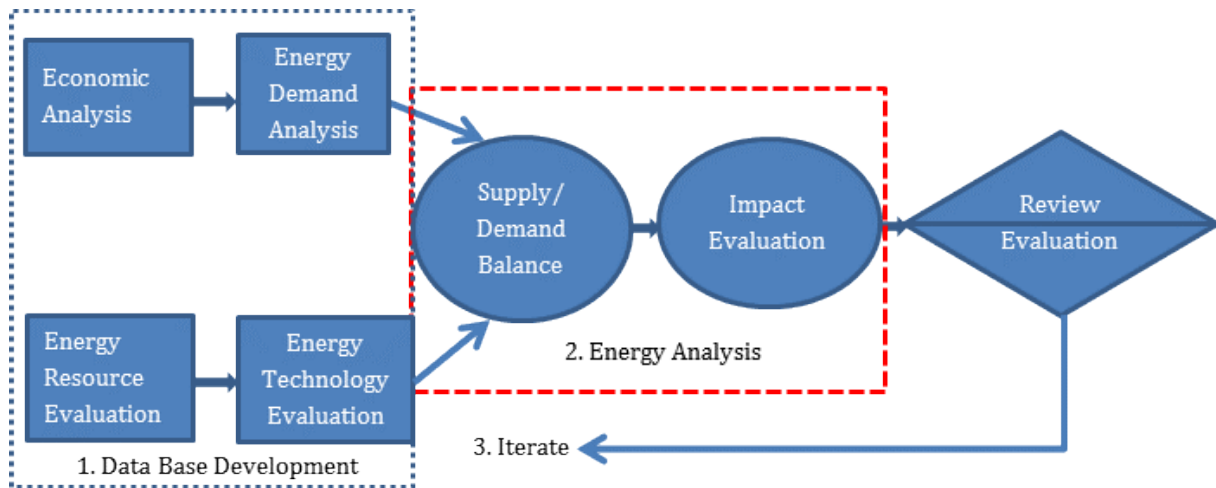 Economic
Analysis
Energy
Demand
Analysis
Energy
Resource
Evaluation
Energy
Technology
Evaluation
1. Data Base Development
Supply/
Demand
Balance
Impact
Evaluation
2. Energy Analysis
Review
Evaluation
3. Iterate